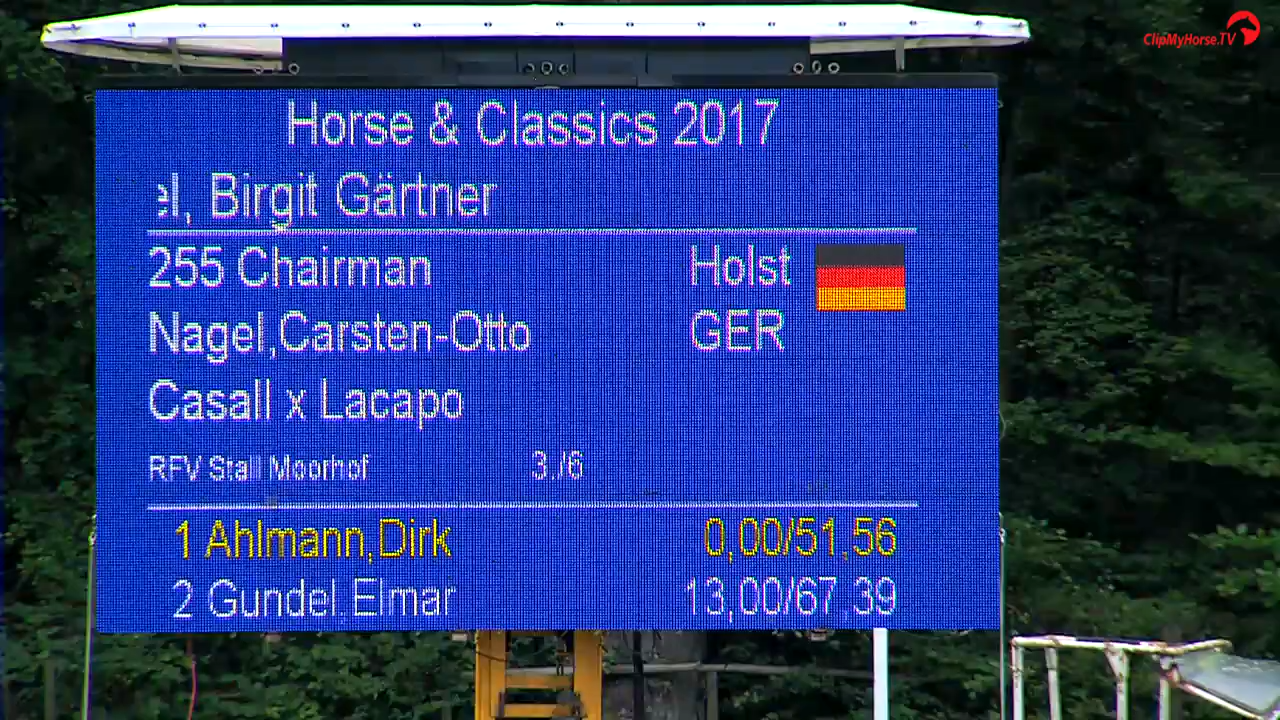 ClipMyHorse.TV
Horse & Classics 2017
el, Birgit Gärtner
255 Chairman Holst
Nagel,Carsten-Otto GER
Casall x Lacapo
RFV Stall Moorhof 3./6
1 Ahlmann,Dirk 0,00/51,56
2 Gundel,Elmar 13,00/67,39